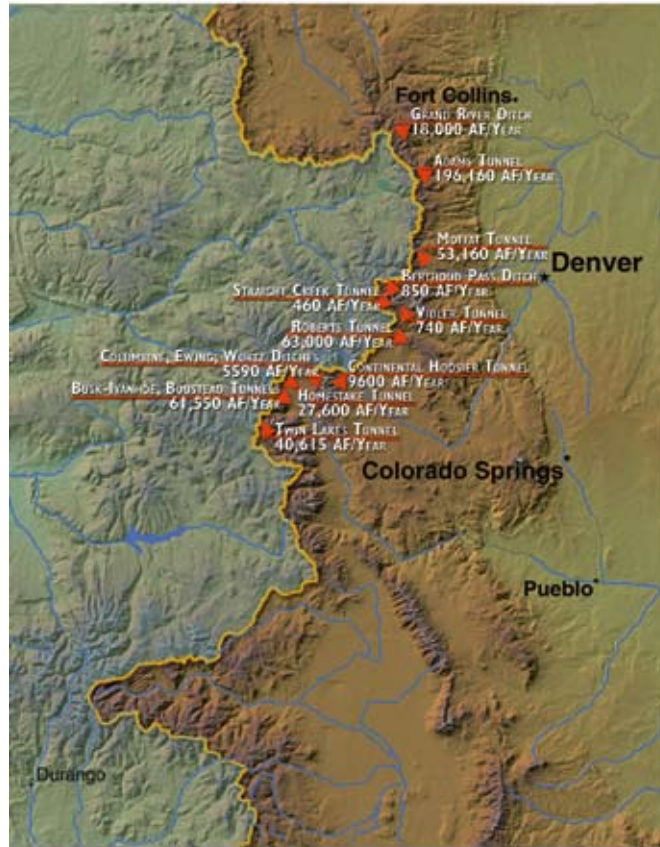 Fort Collins
GRAND RIVER DITCH
18,000 AF/YEAR
ADAMS TUNNEL
196,160 AF/YEAR
MOFFAT TUNNEL
53,160 AF/YEAR
Denver
BERTHOUD PASS DITCH
850 AF/YEAR
STRAIGHT CREEK TUNNEL
460 AF/YEAR
VIDLER TUNNEL
740 AF/YEAR
ROBERTS TUNNEL
63,000 AF/YEAR
COLUMBINE, EWING, WURTZ DITCHES
5590 AF/YEAR
CONTINENTAL HOOSIER TUNNEL
9600 AF/YEAR
BUSK-IVANHOE, BOUSTEAD TUNNELS
61,550 AF/YEAR
HOMESTAKE TUNNEL
27,600 AF/YEAR
TWIN LAKES TUNNEL
40,615 AF/YEAR
Colorado Springs
Pueblo
Durango